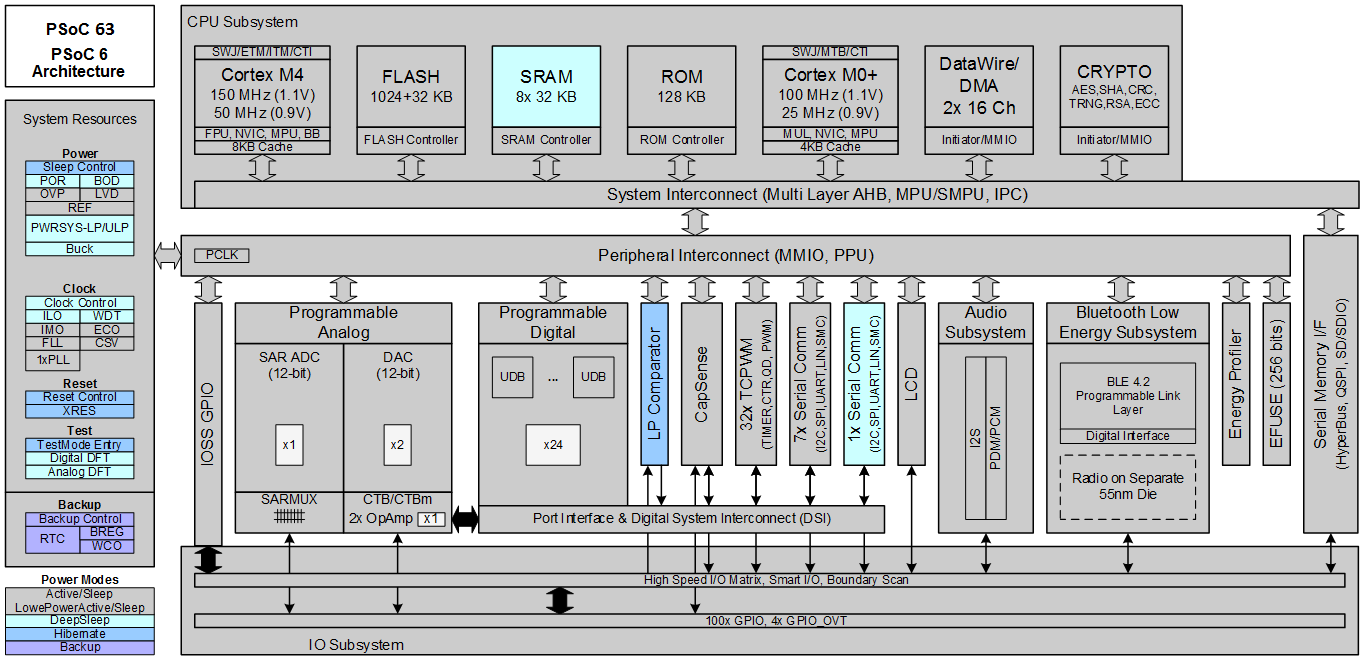 PSoC 63
PSoC 6
Architecture
System Resources
Power
Sleep Control
POR BOD
OVP LVD
REF
PWRSYS-LP/ULP
Buck
Clock
Clock Control
ILO WDT
IMO ECO
FLL CSV
1xPLL
Reset
Reset Control
XRES
Test
TestMode Entry
Digital DFT
Analog DFT
Backup
Backup Control
RTC BREG
WCO
Power Modes
Active/Sleep
LowePowerActive/Sleep
DeepSleep
Hibernate
Backup
CPU Subsystem
SWJ/ETM/ITM/CTI
Cortex M4
150 MHz (1.1V)
50 MHz (0.9V)
FPU, NVIC, MPU, BB
8KB Cache
FLASH
1024+32 KB
FLASH Controller
SRAM
8x 32 KB
SRAM Controller
ROM
128 KB
ROM Controller
SWJ/MTB/CTI
Cortex M0+
100 MHz (1.1V)
25 MHz (0.9V)
MUL, NVIC, MPU
4KB Cache
DataWire/
DMA
2x 16 Ch
Initiator/MMIO
CRYPTO
AES,SHA,CRC,
TRNG,RSA,ECC
Initiator/MMIO
System Interconnect (Multi Layer AHB, MPU/SMPU, IPC)
PCLK
Peripheral Interconnect (MMIO, PPU)
IOSS GPIO
Programmable
Analog
SAR ADC
(12-bit)
x1
SARMUX
DAC
(12-bit)
x2
CTB/CTBm
2x OpAmp x1
Programmable
Digital
UDB ... UDB
x24
Port Interface & Digital System Interconnect (DSI)
LP Comparator
CapSense
32x TCPWM
(TIMER,CTR,QD, PWM)
7x Serial Comm
(I2C,SPI,UART,LIN,SMC)
1x Serial Comm
(I2C,SPI,UART,LIN,SMC)
LCD
Audio
Subsystem
I2S
PDM/PCM
Bluetooth Low
Energy Subsystem
BLE 4.2
Programmable Link
Layer
Digital Interface
Radio on Separate
55nm Die
Energy Profiler
EFUSE (256 bits)
Serial Memory I/F
(HyperBus, QSPI, SD/SDIO)
High Speed I/O Matrix, Smart I/O, Boundary Scan
100x GPIO, 4x GPIO_OVT
IO Subsystem